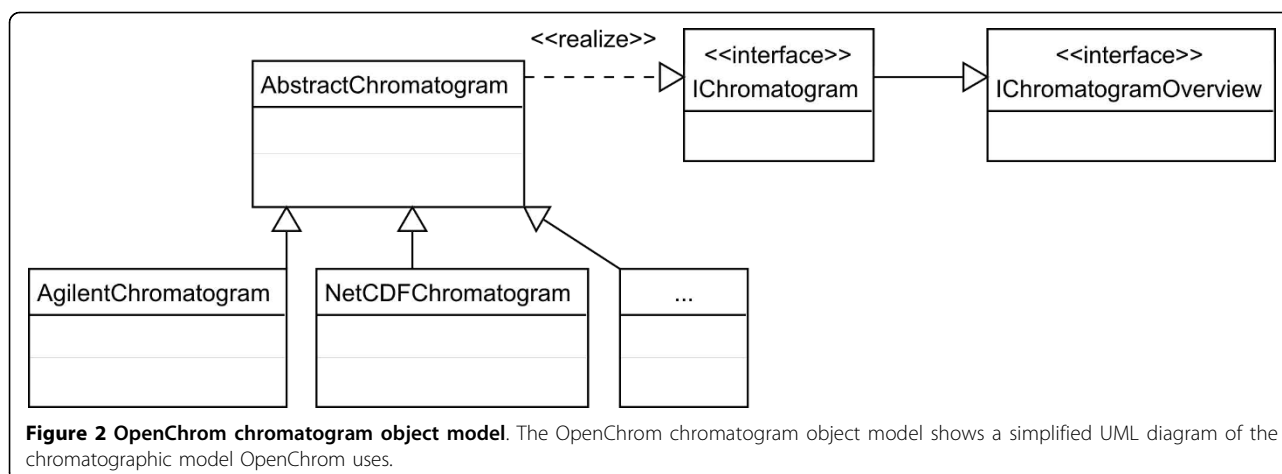 <<realize>>
<<interface>>
IChromatogram
<<interface>>
IChromatogramOverview
AbstractChromatogram
AgilentChromatogram
NetCDFChromatogram
...
Figure 2 OpenChrom chromatogram object model. The OpenChrom chromatogram object model shows a simplified UML diagram of the
chromatographic model OpenChrom uses.